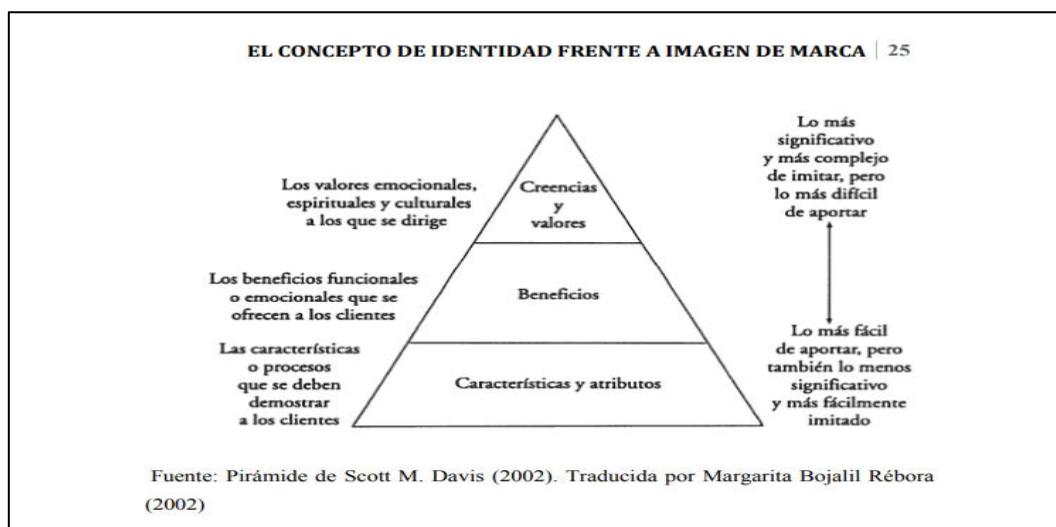 EL CONCEPTO DE IDENTIDAD FRENTE A IMAGEN DE MARCA | 25
Los valores emocionales,
espirituales y culturales
a los que se dirige
Creencias
y
valores
Lo más
significativo
y más complejo
de imitar, pero
lo más difícil
de aportar
Los beneficios funcionales
o emocionales que se
ofrecen a los clientes
Beneficios
Las características
o procesos
que se deben
demostrar
a los clientes
Características y atributos
Lo más fácil
de aportar, pero
también lo menos
significativo
y más fácilmente
imitado
Fuente: Pirámide de Scott M. Davis (2002). Traducida por Margarita Bojalil Rébora
(2002)